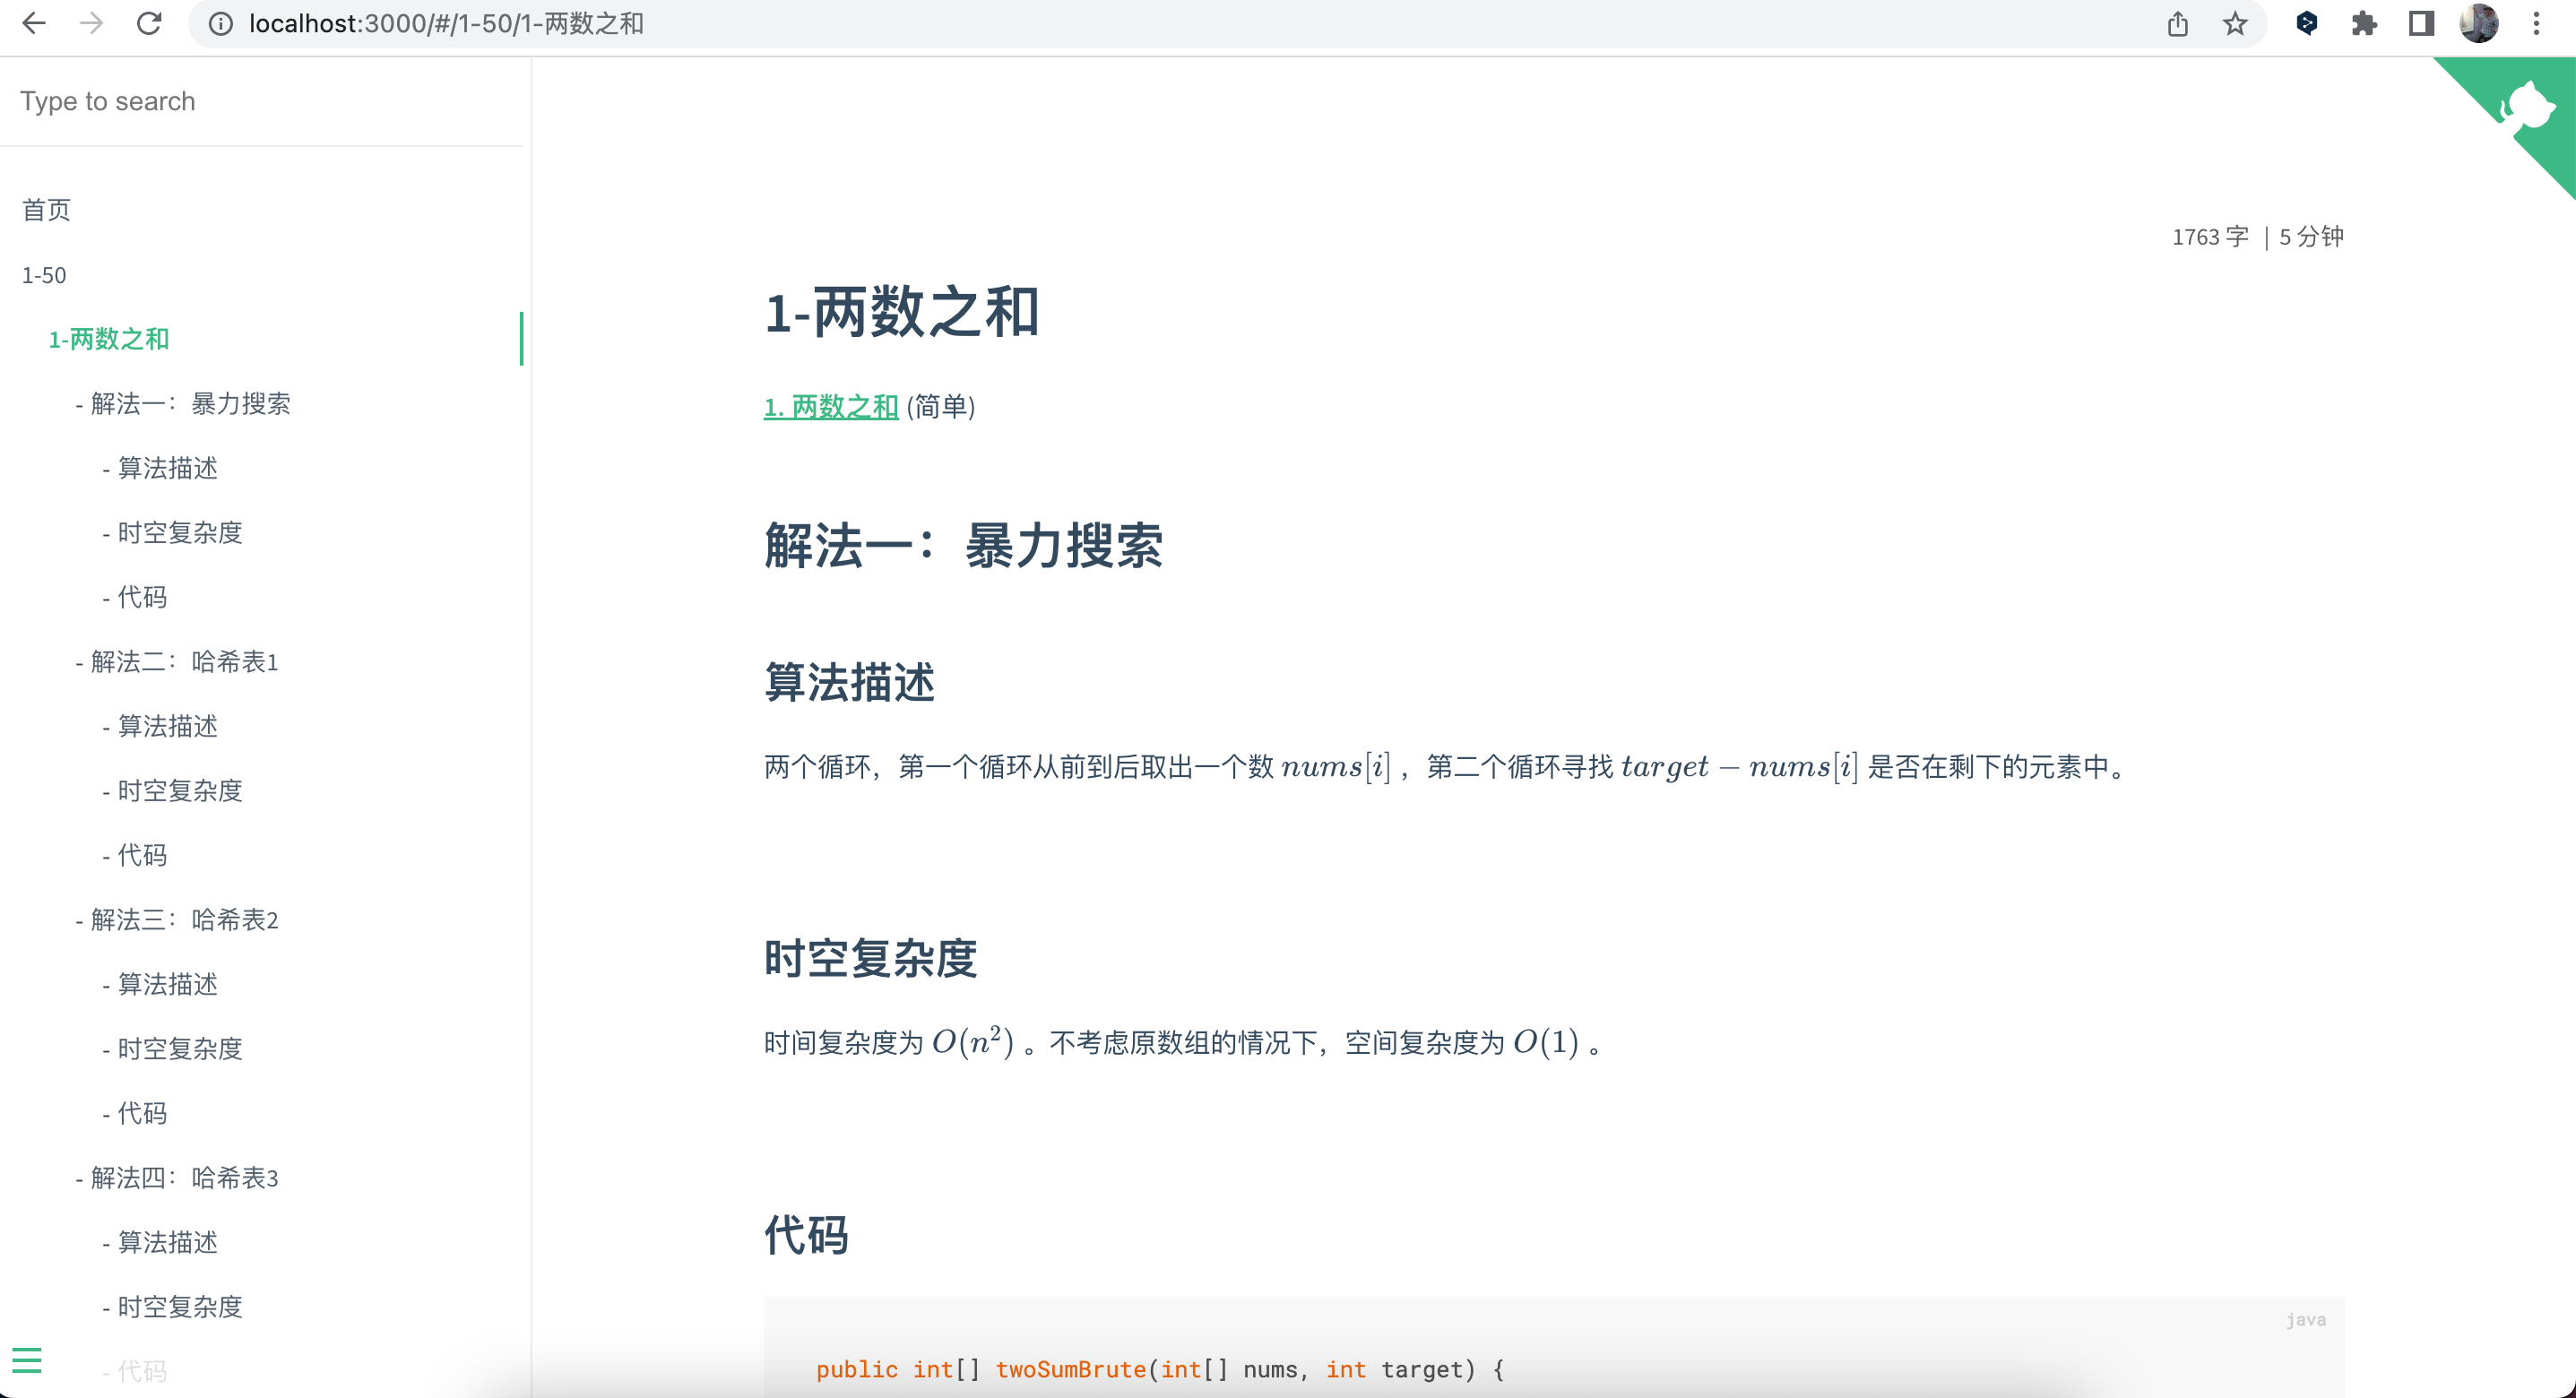 localhost:3000/#/1-50/1-两数之和
Type to search
首页
1-50
1-两数之和
- 解法一：暴力搜索
- 算法描述
- 时空复杂度
- 代码
- 解法二：哈希表1
- 算法描述
- 时空复杂度
- 代码
- 解法三：哈希表2
- 算法描述
- 时空复杂度
- 代码
- 解法四：哈希表3
- 算法描述
- 时空复杂度
- 代码
1763 字 | 5 分钟
1-两数之和
1. 两数之和 (简单)
解法一：暴力搜索
算法描述
两个循环，第一个循环从前到后取出一个数 nums[i] ，第二个循环寻找 target − nums[i] 是否在剩下的元素中。
时空复杂度
时间复杂度为 O(n²) 。不考虑原数组的情况下，空间复杂度为 O(1) 。
代码
java
public int[] twoSumBrute(int[] nums, int target) {